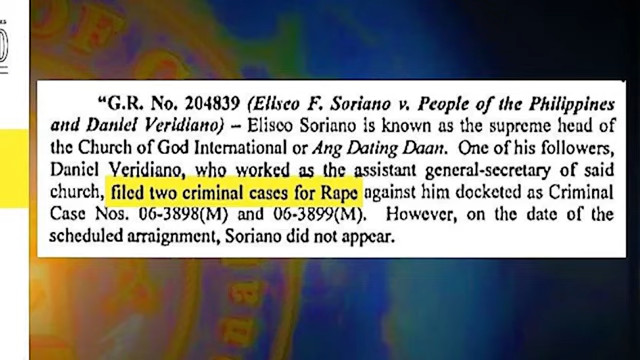 "G.R. No. 204839 (Eliseo F. Soriano v. People of the Philippines
and Daniel Veridiano) – Eliseo Soriano is known as the supreme head of
the Church of God International or Ang Dating Daan. One of his followers,
Daniel Veridiano, who worked as the assistant general-secretary of said
church, filed two criminal cases for Rape against him docketed as Criminal
Case Nos. 06-3898(M) and 06-3899(M). However, on the date of the
scheduled arraignment, Soriano did not appear.